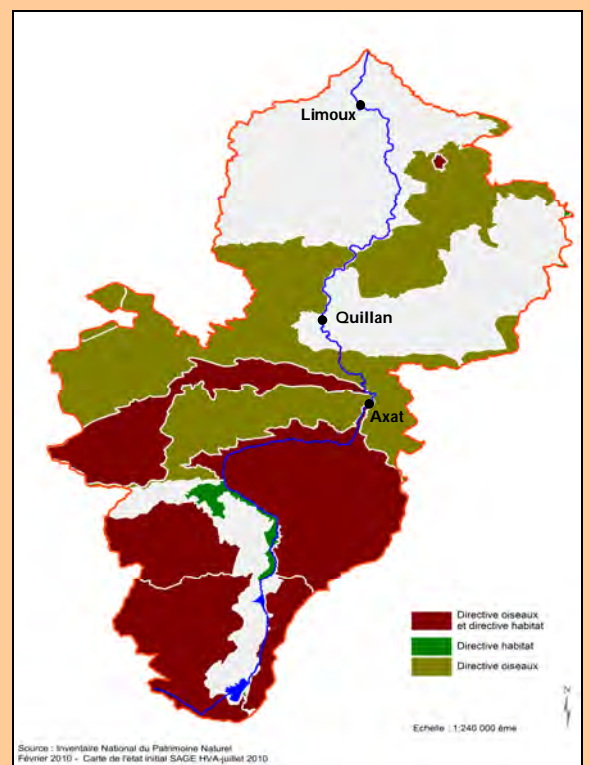 Limoux
Quillan
Axat
Directive oiseaux
et directive habitat
Directive habitat
Directive oiseaux
N
Echelle : 1:240 000 ème
Source : Inventaire National du Patrimoine Naturel
Février 2010 - Carte de l'état initial SAGE HVA-juillet 2010